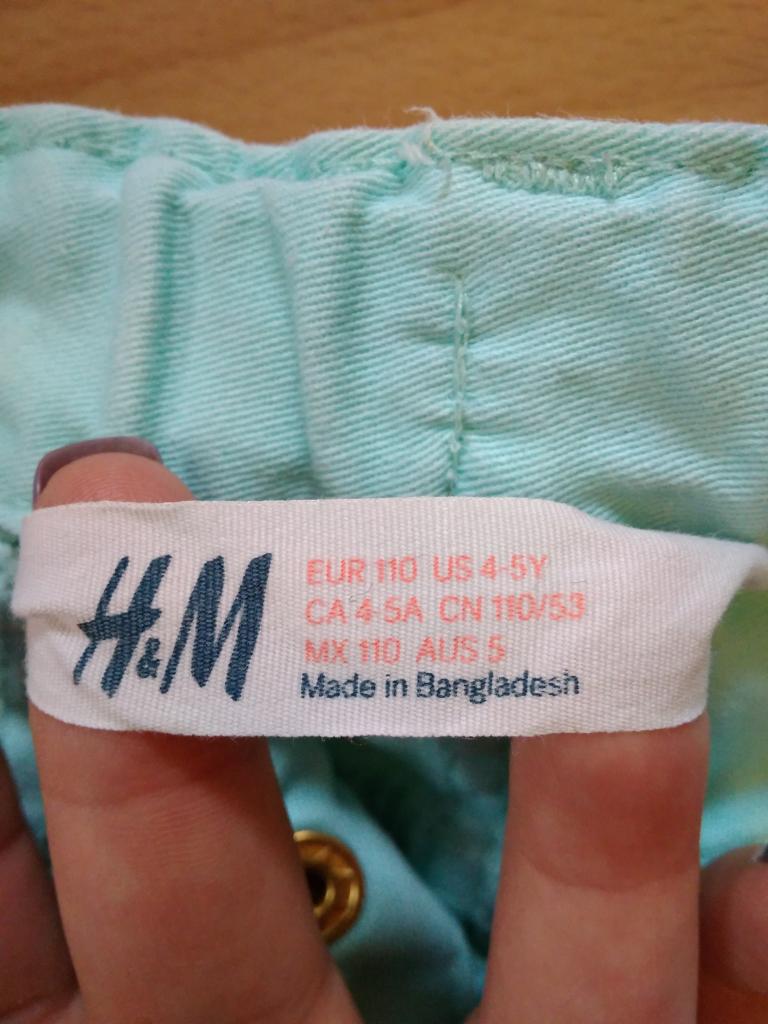 H&M
EUR 110 US 4-5Y
CA 4-5A CN 110/53
MX 110 AUS 5
Made in Bangladesh